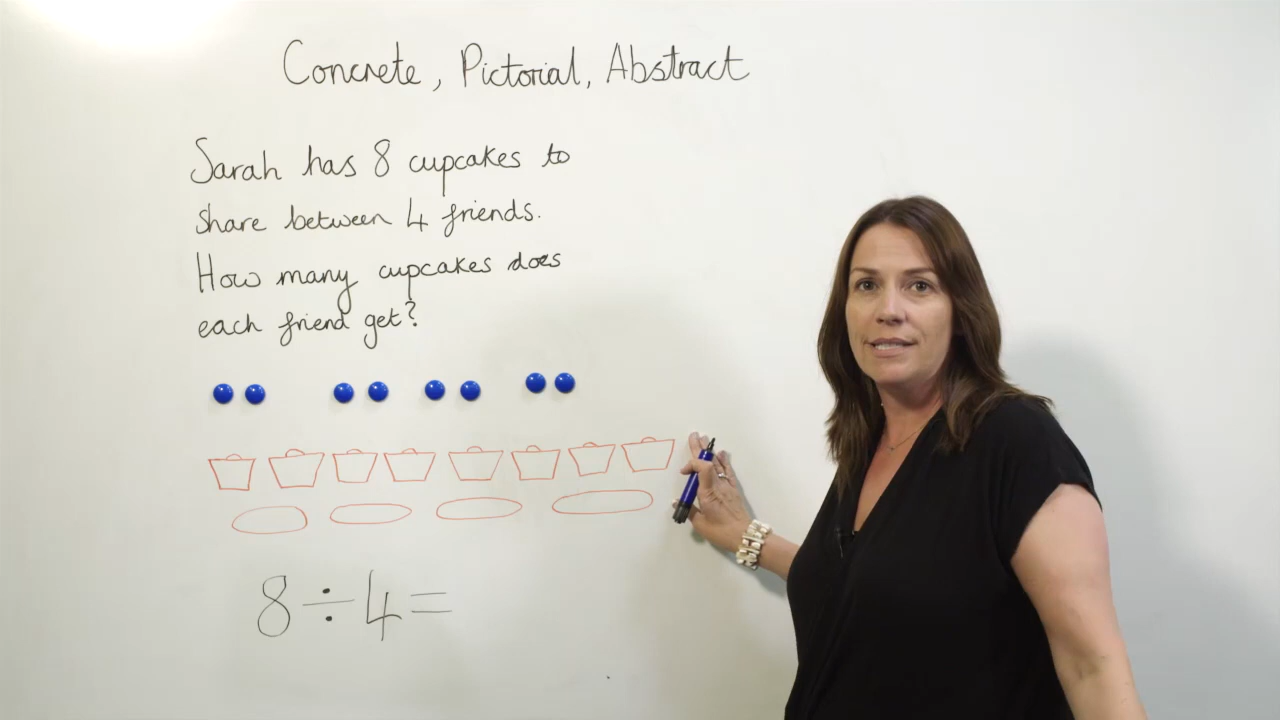 Concrete, Pictorial, Abstract
Sarah has 8 cupcakes to
share between 4 friends.
How many cupcakes does
each friend get?
8 ÷ 4 =